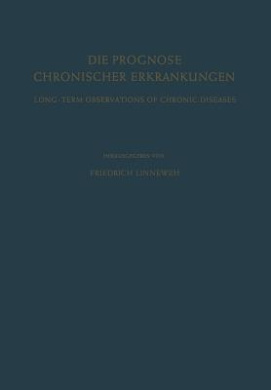 DIE PROGNOSE
CHRONISCHER ERKRANKUNGEN
LONG-TERM OBSERVATIONS OF CHRONIC DISEASES
HERAUSGEGEBEN VON
FRIEDRICH LINNEWEH